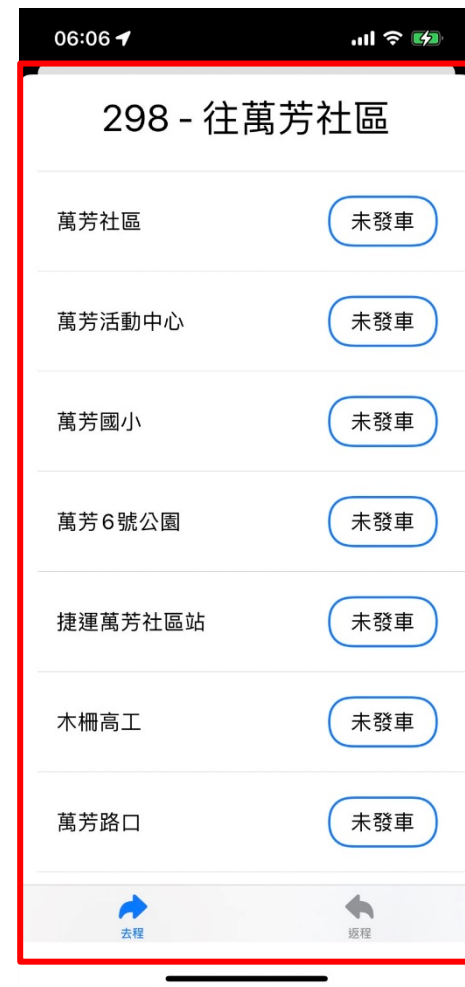 06:06
298 - 往萬芳社區
萬芳社區 未發車
萬芳活動中心 未發車
萬芳國小 未發車
萬芳6號公園 未發車
捷運萬芳社區站 未發車
木柵高工 未發車
萬芳路口 未發車
去程 返程